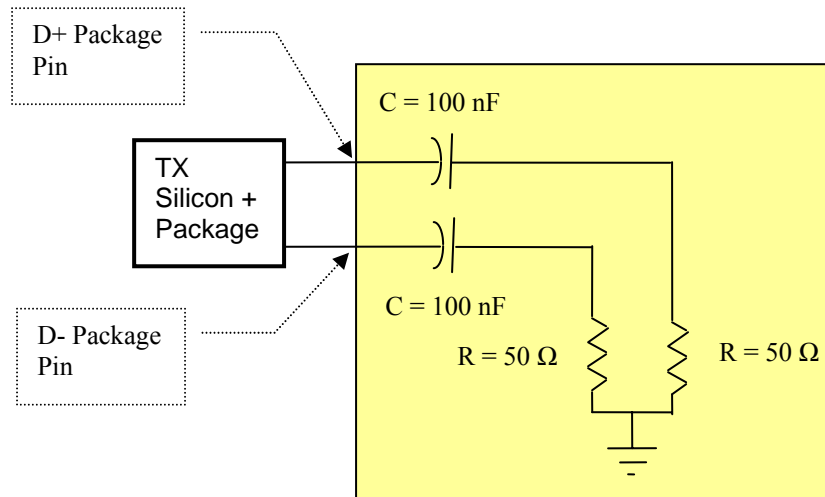 D+ Package
Pin
C = 100 nF
TX
Silicon +
Package
C = 100 nF
D- Package
Pin
R = 50 Ω
R = 50 Ω